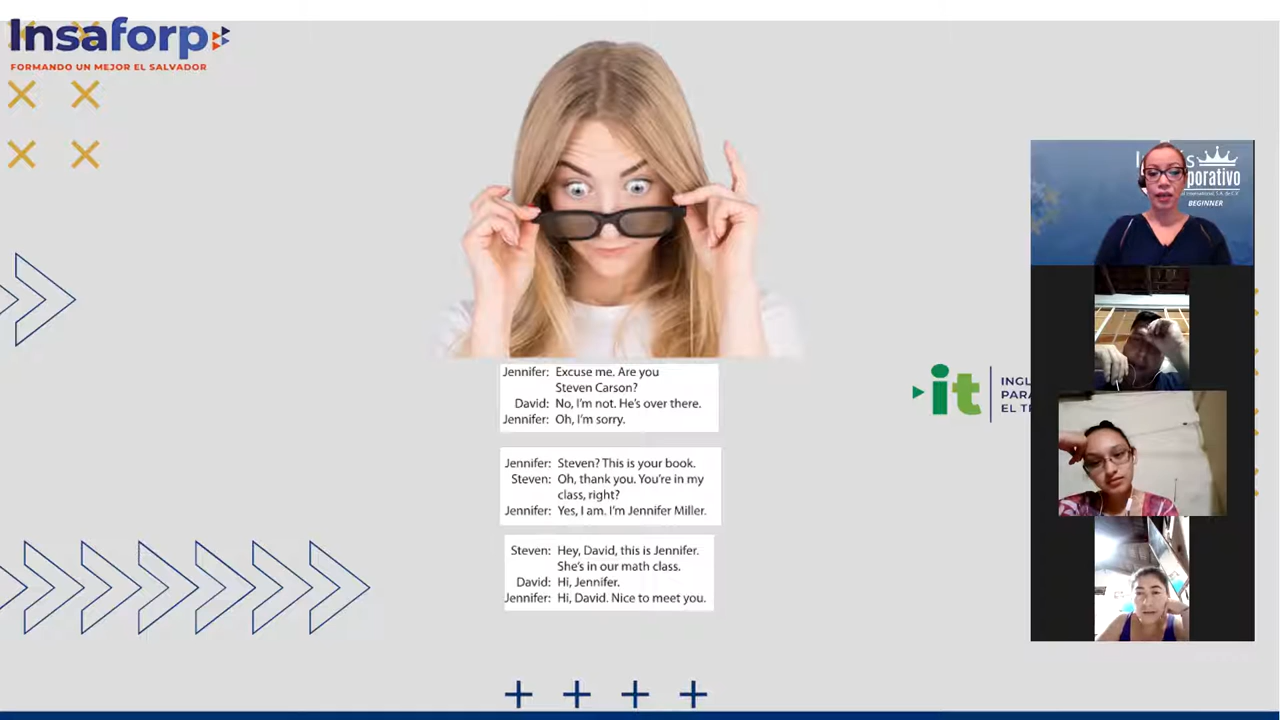 Insaforp
FORMANDO UN MEJOR EL SALVADOR
Jennifer: Excuse me. Are you
Steven Carson?
David: No, I'm not. He's over there.
Jennifer: Oh, I'm sorry.
Jennifer: Steven? This is your book.
Steven: Oh, thank you. You're in my
class, right?
Jennifer: Yes, I am. I'm Jennifer Miller.
Steven: Hey, David, this is Jennifer.
She's in our math class.
David: Hi, Jennifer.
Jennifer: Hi, David. Nice to meet you.
it
INGL
PARA
EL T
porativo
BEGINNER